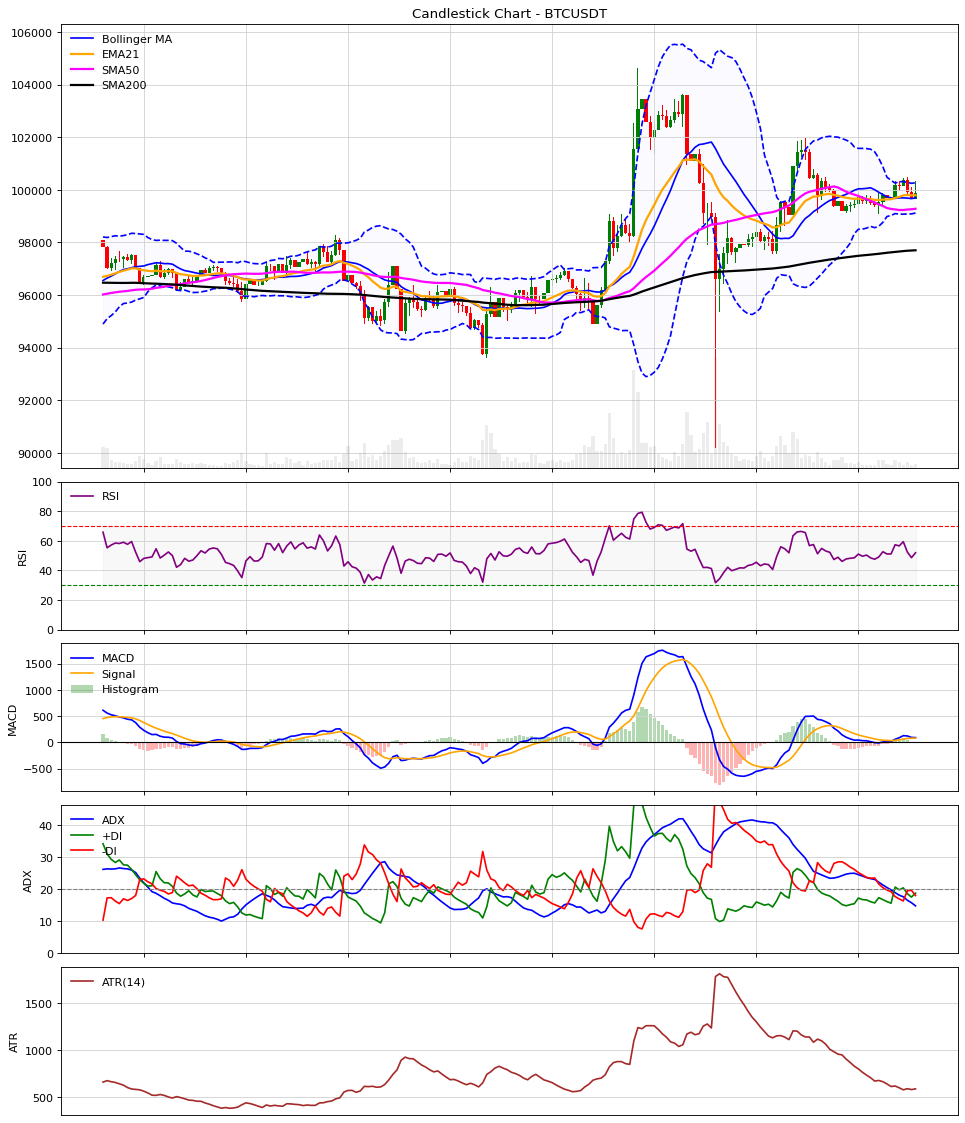 Candlestick Chart - BTCUSDT
106000
104000
102000
100000
98000
96000
94000
92000
90000
Bollinger MA
EMA21
SMA50
SMA200
100
80
60
40
20
0
RSI
RSI
1500
1000
500
0
−500
MACD
MACD
Signal
Histogram
40
30
20
10
0
ADX
ADX
+DI
-DI
1500
1000
500
ATR
ATR(14)